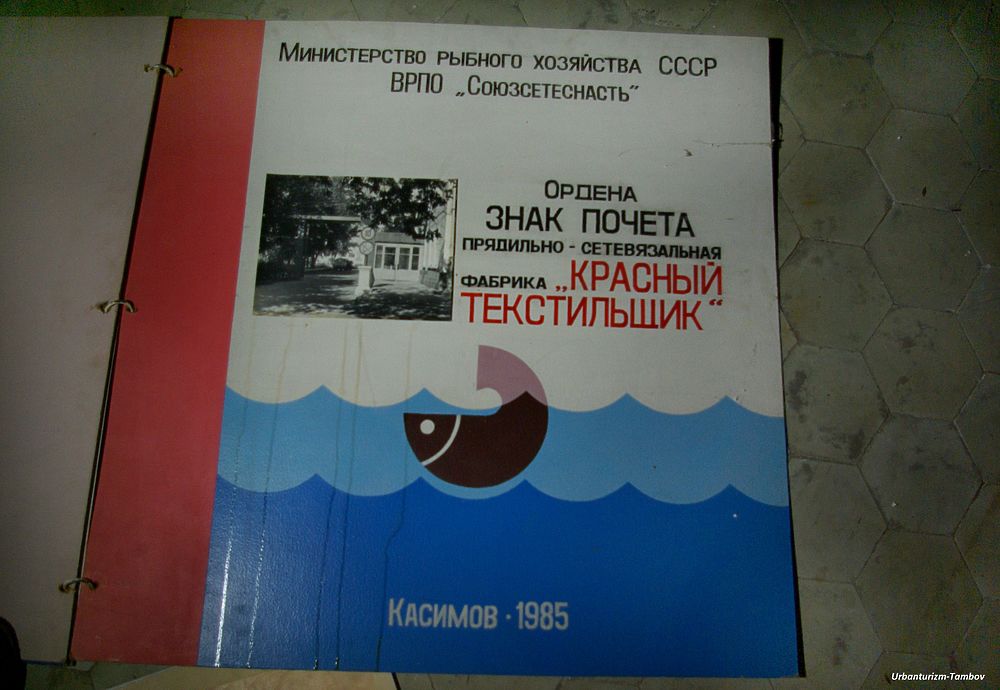 Министерство рыбного хозяйства СССР
ВРПО „Союзсетеснасть"
Ордена
ЗНАК ПОЧЕТА
прядильно - сетевязальная
фабрика „КРАСНЫЙ
ТЕКСТИЛЬЩИК"
Касимов · 1985
Urbanturizm-Tambov